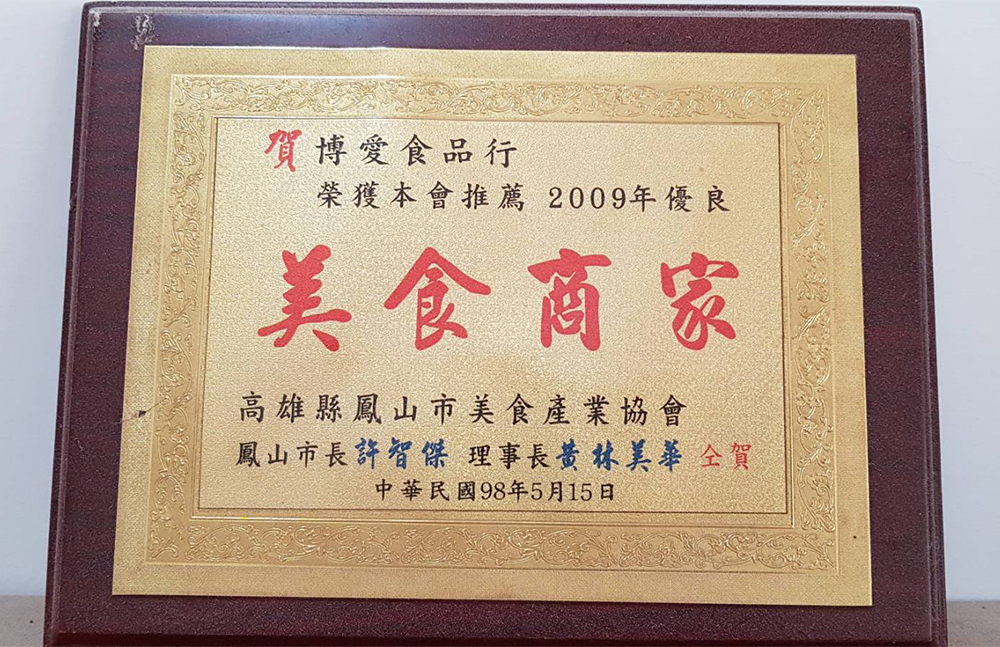 賀 博愛食品行
榮獲本會推薦 2009年優良
美食商家
高雄縣鳳山市美食產業協會
鳳山市長許智傑 理事長黃林美華 仝賀
中華民國98年5月15日